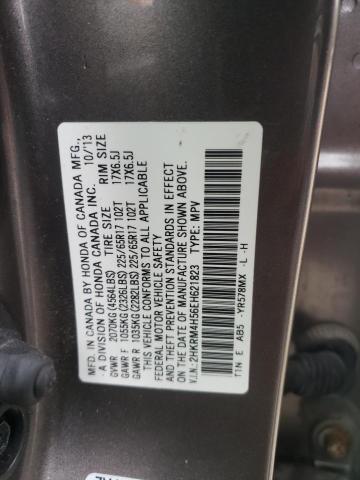 MFD. IN CANADA BY HONDA OF CANADA MFG.,
A DIVISION OF HONDA CANADA INC. 10/'13
TIRE SIZE RIM SIZE
GVWR 2070KG(4564LBS)
GAWR F 1055KG(2326LBS) 225/65R17 102T 17X6.5J
GAWR R 1035KG(2282LBS) 225/65R17 102T 17X6.5J
THIS VEHICLE CONFORMS TO ALL APPLICABLE
FEDERAL MOTOR VEHICLE SAFETY
AND THEFT PREVENTION STANDARDS IN EFFECT
ON THE DATE OF MANUFACTURE SHOWN ABOVE.
V.I.N.: 2HKRM4H56EH621823 TYPE: MPV
TTN E AB5 -YR578MX -L -H